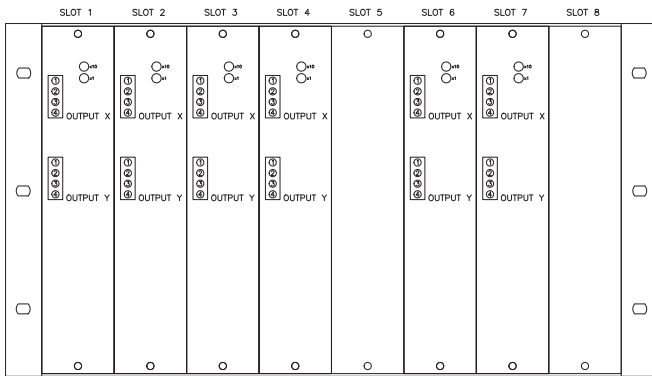 SLOT 1 SLOT 2 SLOT 3 SLOT 4 SLOT 5 SLOT 6 SLOT 7 SLOT 8
x10 x10 x10 x10 x10 x10
x1 x1 x1 x1 x1 x1
1 1 1 1 1 1
2 2 2 2 2 2
3 3 3 3 3 3
4 OUTPUT X 4 OUTPUT X 4 OUTPUT X 4 OUTPUT X 4 OUTPUT X 4 OUTPUT X
1 1 1 1 1 1
2 2 2 2 2 2
3 3 3 3 3 3
4 OUTPUT Y 4 OUTPUT Y 4 OUTPUT Y 4 OUTPUT Y 4 OUTPUT Y 4 OUTPUT Y